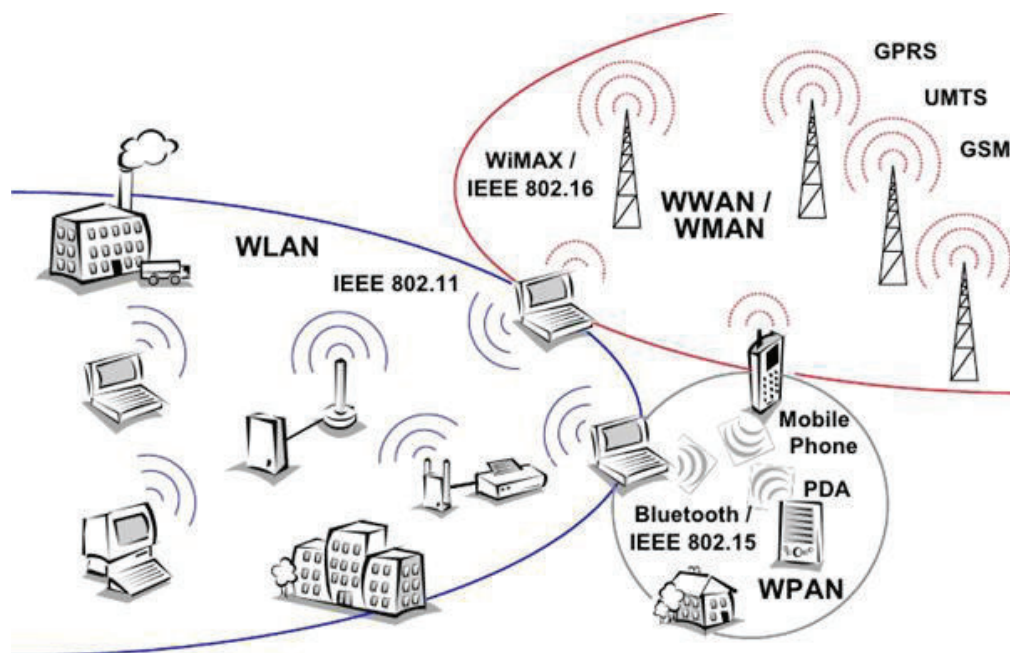 GPRS
UMTS
GSM
WiMAX /
IEEE 802.16
WWAN /
WMAN
WLAN
IEEE 802.11
Mobile
Phone
PDA
Bluetooth /
IEEE 802.15
WPAN